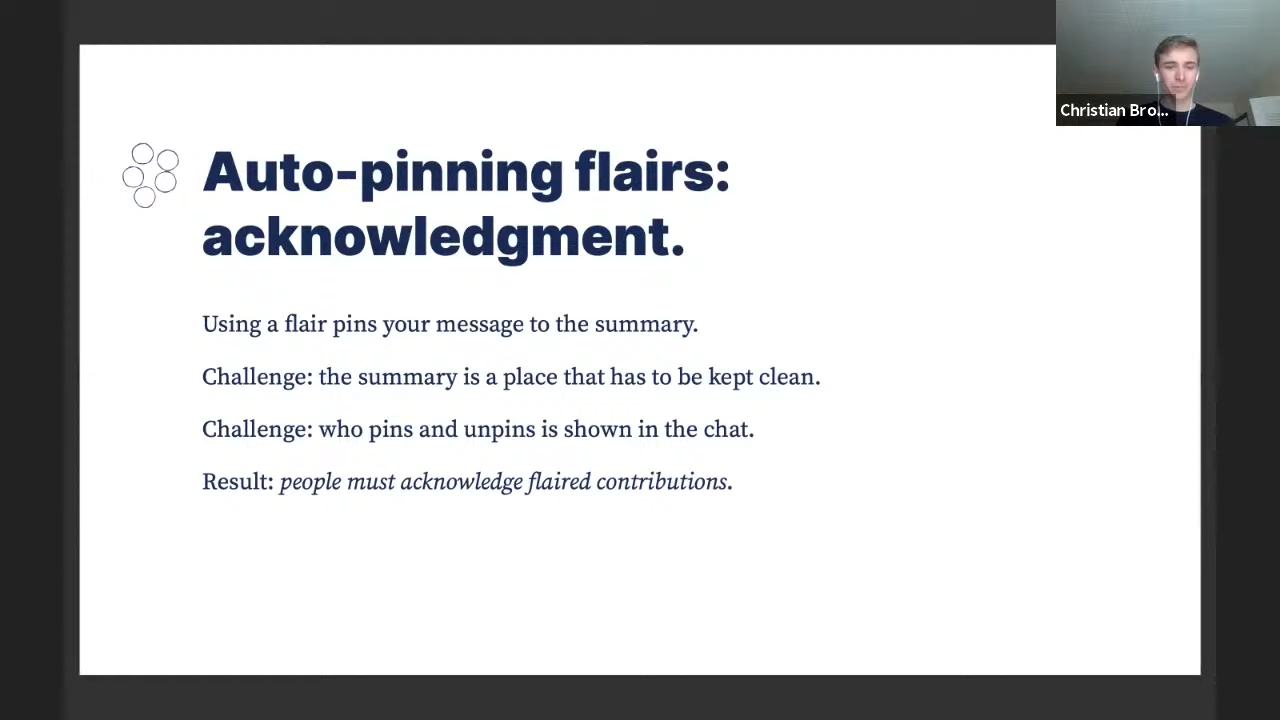 Christian Bro...
Auto-pinning flairs:
acknowledgment.
Using a flair pins your message to the summary.
Challenge: the summary is a place that has to be kept clean.
Challenge: who pins and unpins is shown in the chat.
Result: people must acknowledge flaired contributions.